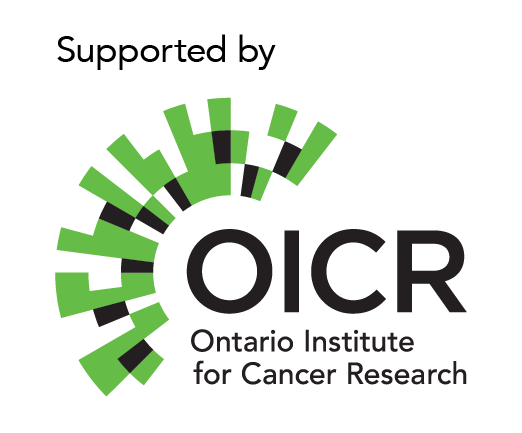 Supported by
OICR
Ontario Institute
for Cancer Research